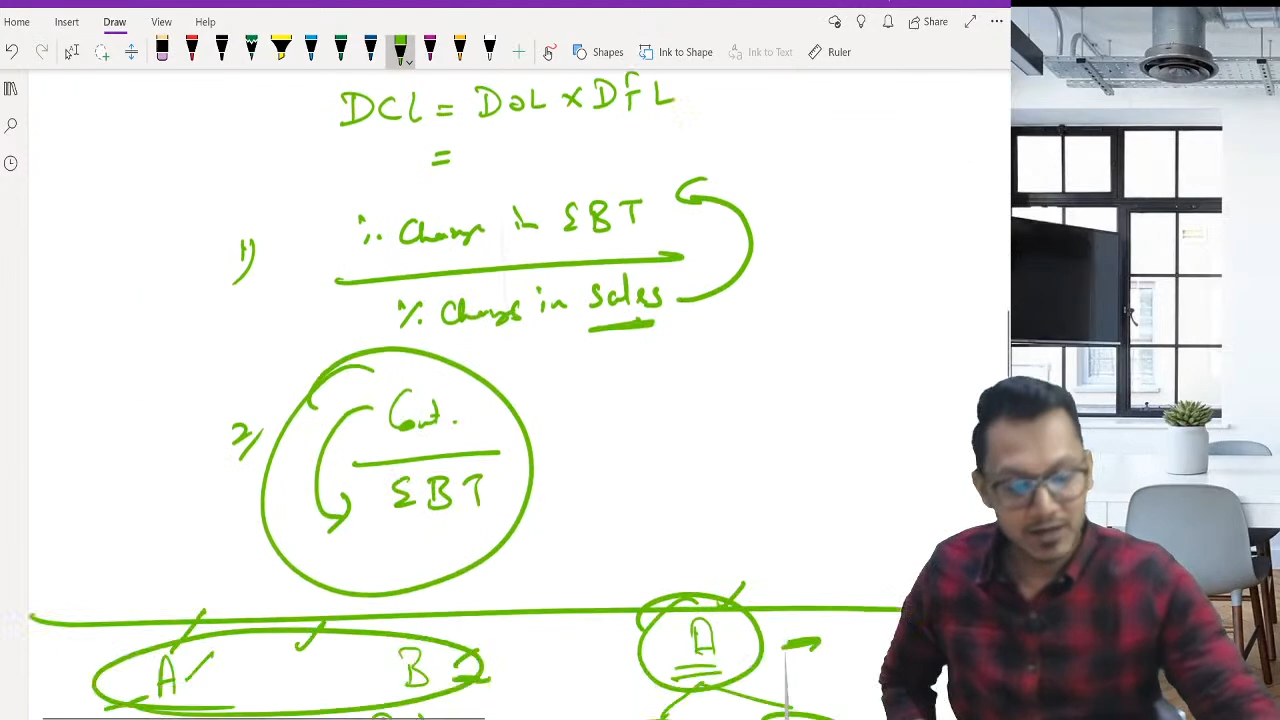 Home Insert Draw View Help Share
Shapes Ink to Shape Ink to Text Ruler
DCL = DOL × DFL
=
1) % Change in EBT
% Change in Sales
2) Cont.
EBT
A B
A